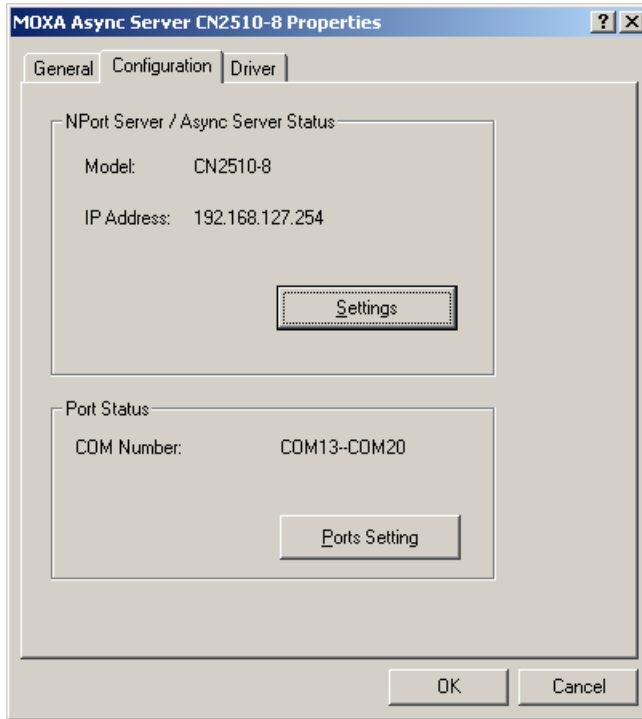 MOXA Async Server CN2510-8 Properties
General Configuration Driver
NPort Server / Async Server Status
Model: CN2510-8
IP Address: 192.168.127.254
Settings
Port Status
COM Number: COM13--COM20
Ports Setting
OK Cancel